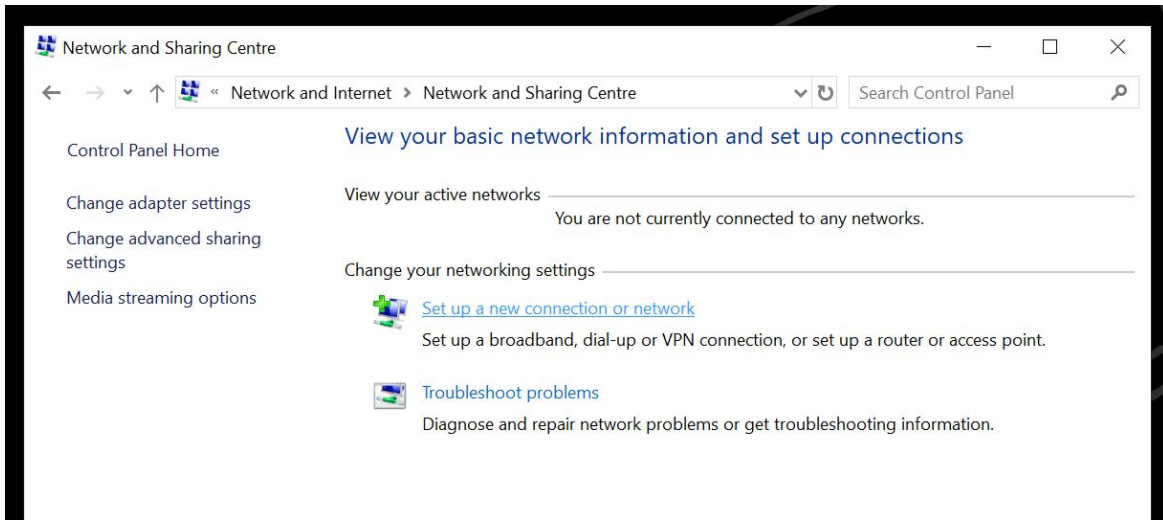 Network and Sharing Centre
« Network and Internet > Network and Sharing Centre
Search Control Panel
View your basic network information and set up connections
Control Panel Home
Change adapter settings
Change advanced sharing
settings
Media streaming options
View your active networks
You are not currently connected to any networks.
Change your networking settings
Set up a new connection or network
Set up a broadband, dial-up or VPN connection, or set up a router or access point.
Troubleshoot problems
Diagnose and repair network problems or get troubleshooting information.